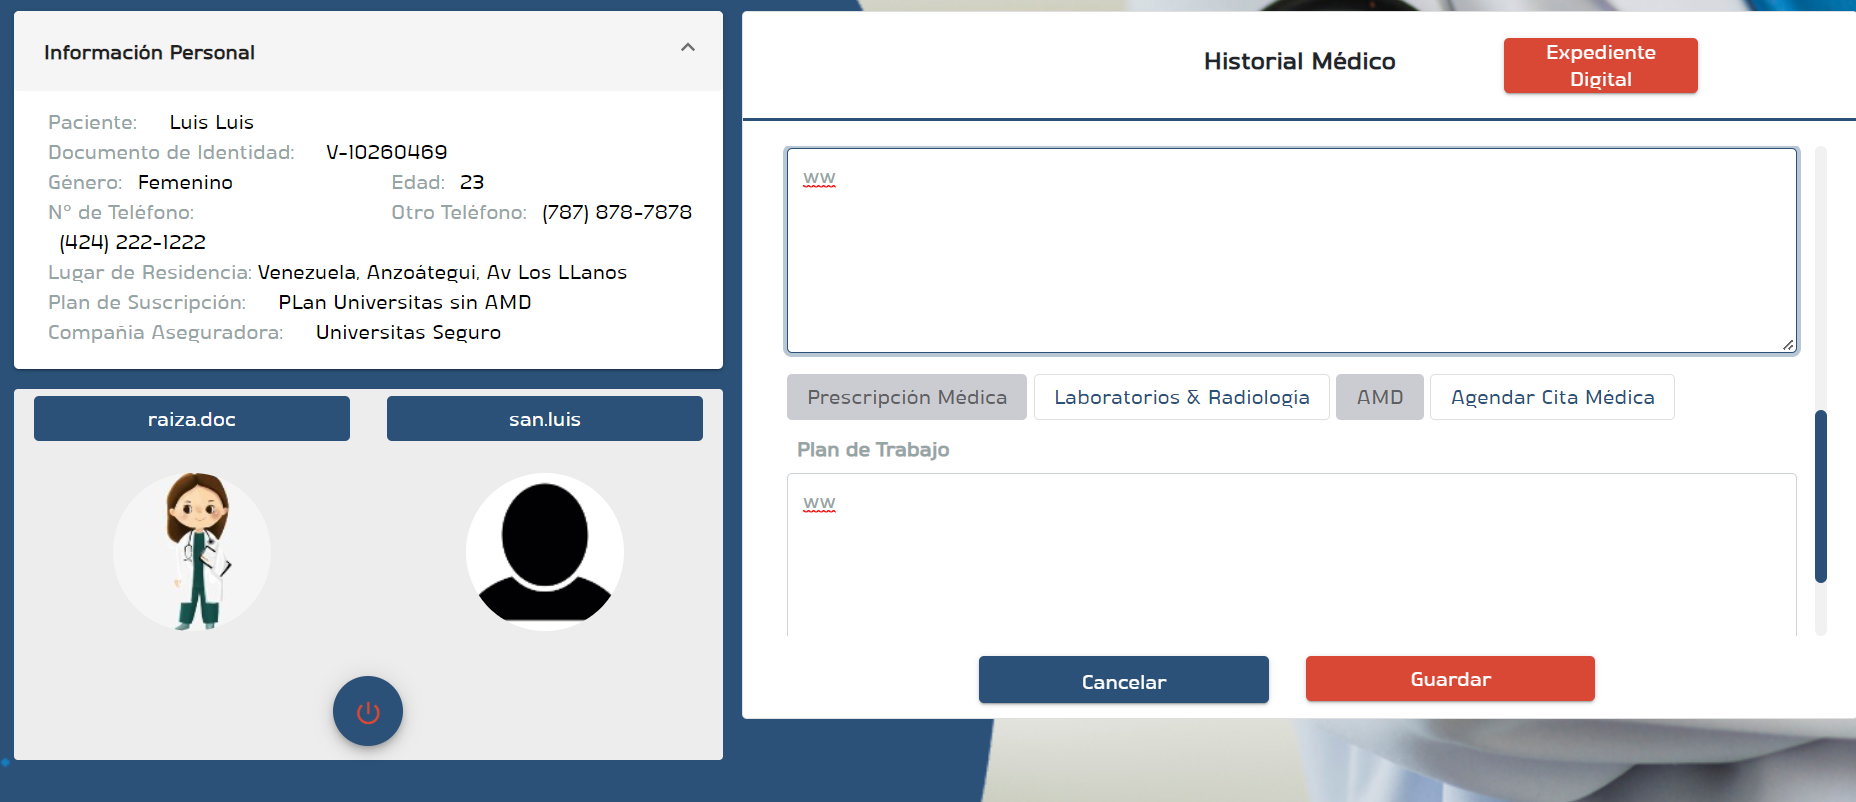 Información Personal
Paciente: Luis Luis
Documento de Identidad: V-10260469
Género: Femenino Edad: 23
N° de Teléfono: Otro Teléfono: (787) 878-7878
(424) 222-1222
Lugar de Residencia: Venezuela, Anzoátegui, Av Los LLanos
Plan de Suscripción: PLan Universitas sin AMD
Compañia Aseguradora: Universitas Seguro
raiza.doc san.luis
Historial Médico
Expediente
Digital
ww
Prescripción Médica Laboratorios & Radiología AMD Agendar Cita Médica
Plan de Trabajo
ww
Cancelar Guardar